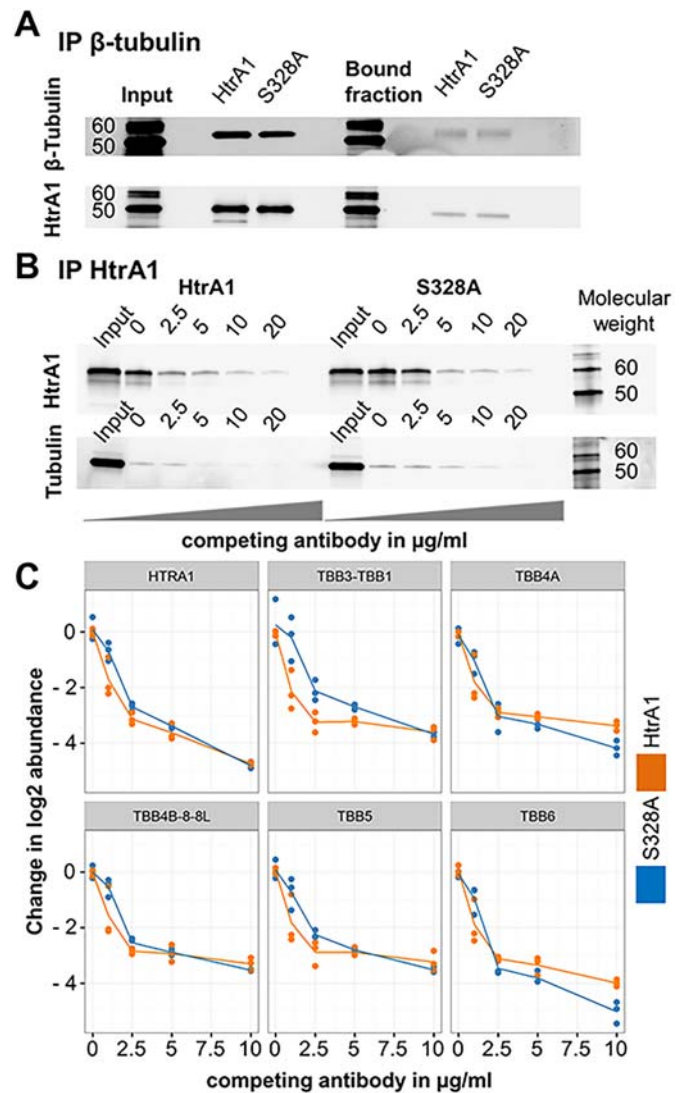 A
IP β-tubulin
Input HtrA1 S328A Bound fraction HtrA1 S328A
β-Tubulin 60 50
HtrA1 60 50
B
IP HtrA1
HtrA1 S328A Molecular weight
Input 0 2.5 5 10 20 Input 0 2.5 5 10 20
HtrA1 60 50
Input 0 2.5 5 10 20 Input 0 2.5 5 10 20
Tubulin 60 50
competing antibody in µg/ml
C
HTRA1 TBB3-TBB1 TBB4A
0
- 2
- 4
TBB4B-8-8L TBB5 TBB6
0
- 2
- 4
Change in log2 abundance
HtrA1
S328A
0 2.5 5 7.5 10 0 2.5 5 7.5 10 0 2.5 5 7.5 10
competing antibody in µg/ml